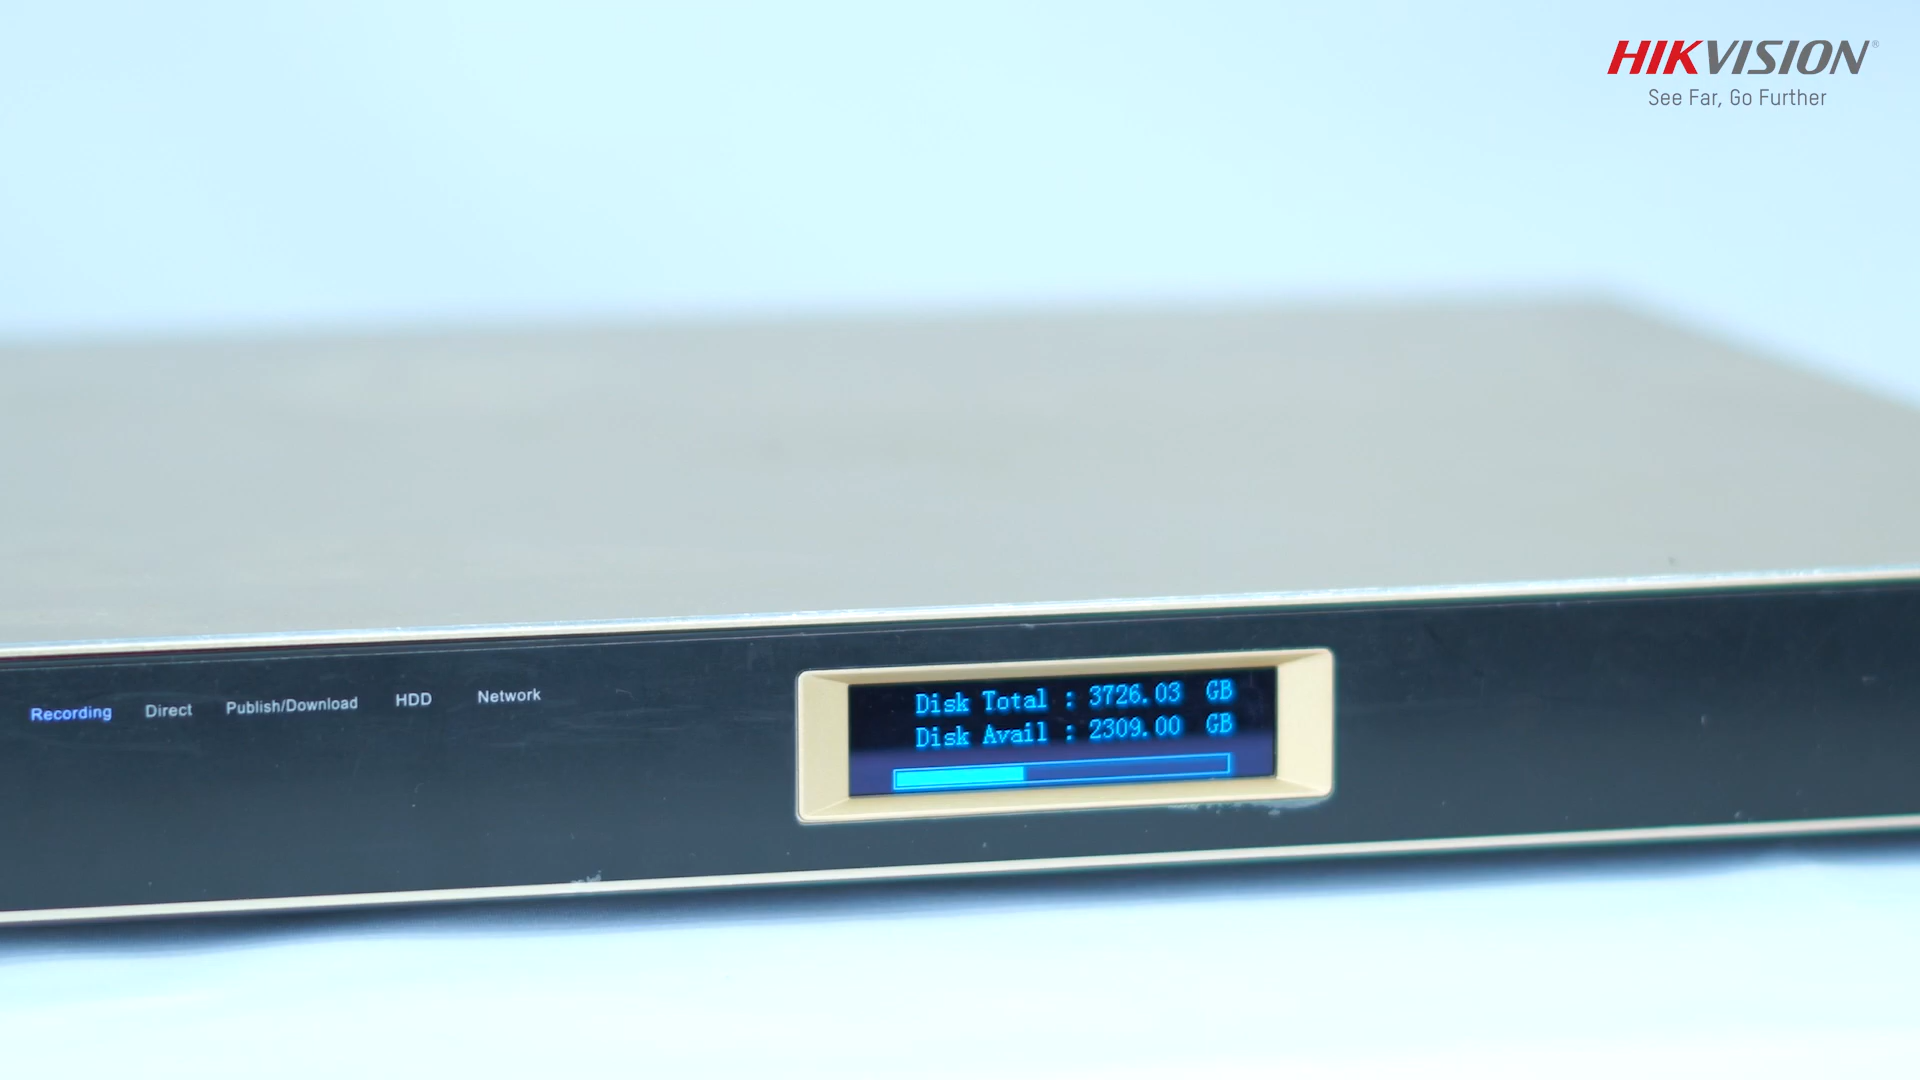 HIKVISION®
See Far, Go Further
Recording Direct Publish/Download HDD Network
Disk Total : 3726.03 GB
Disk Avail : 2309.00 GB